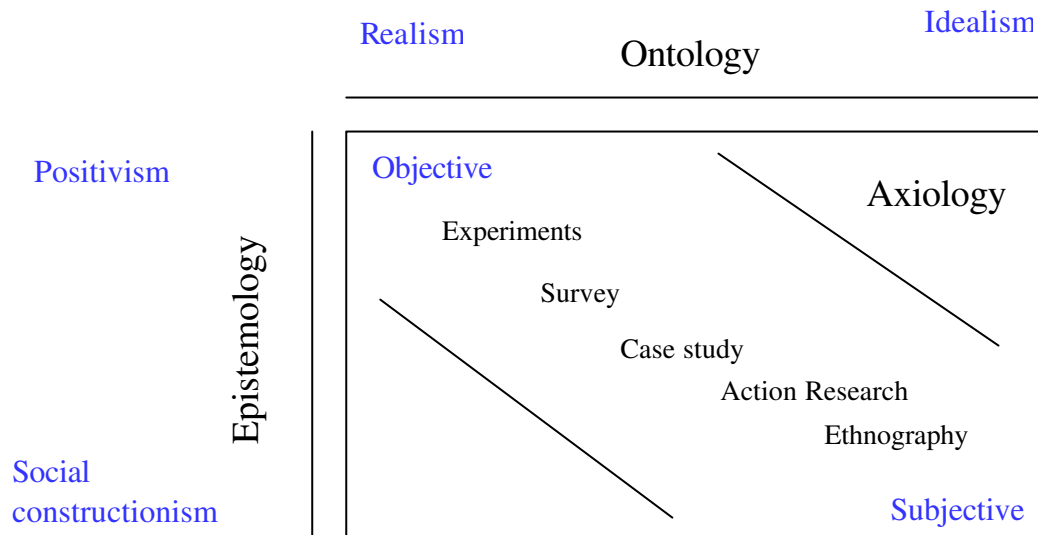 Realism
Idealism
Ontology
Positivism
Objective
Axiology
Experiments
Epistemology
Survey
Case study
Action Research
Ethnography
Social
constructionism
Subjective